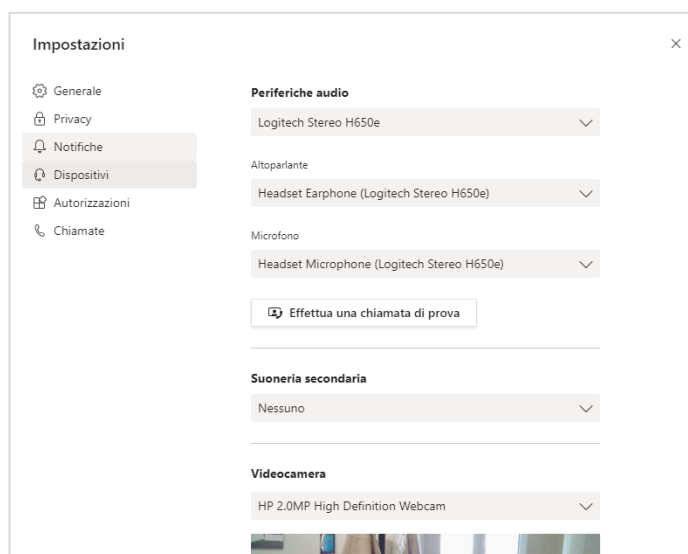 Impostazioni
Generale
Privacy
Notifiche
Dispositivi
Autorizzazioni
Chiamate
Periferiche audio
Logitech Stereo H650e
Altoparlante
Headset Earphone (Logitech Stereo H650e)
Microfono
Headset Microphone (Logitech Stereo H650e)
Effettua una chiamata di prova
Suoneria secondaria
Nessuno
Videocamera
HP 2.0MP High Definition Webcam